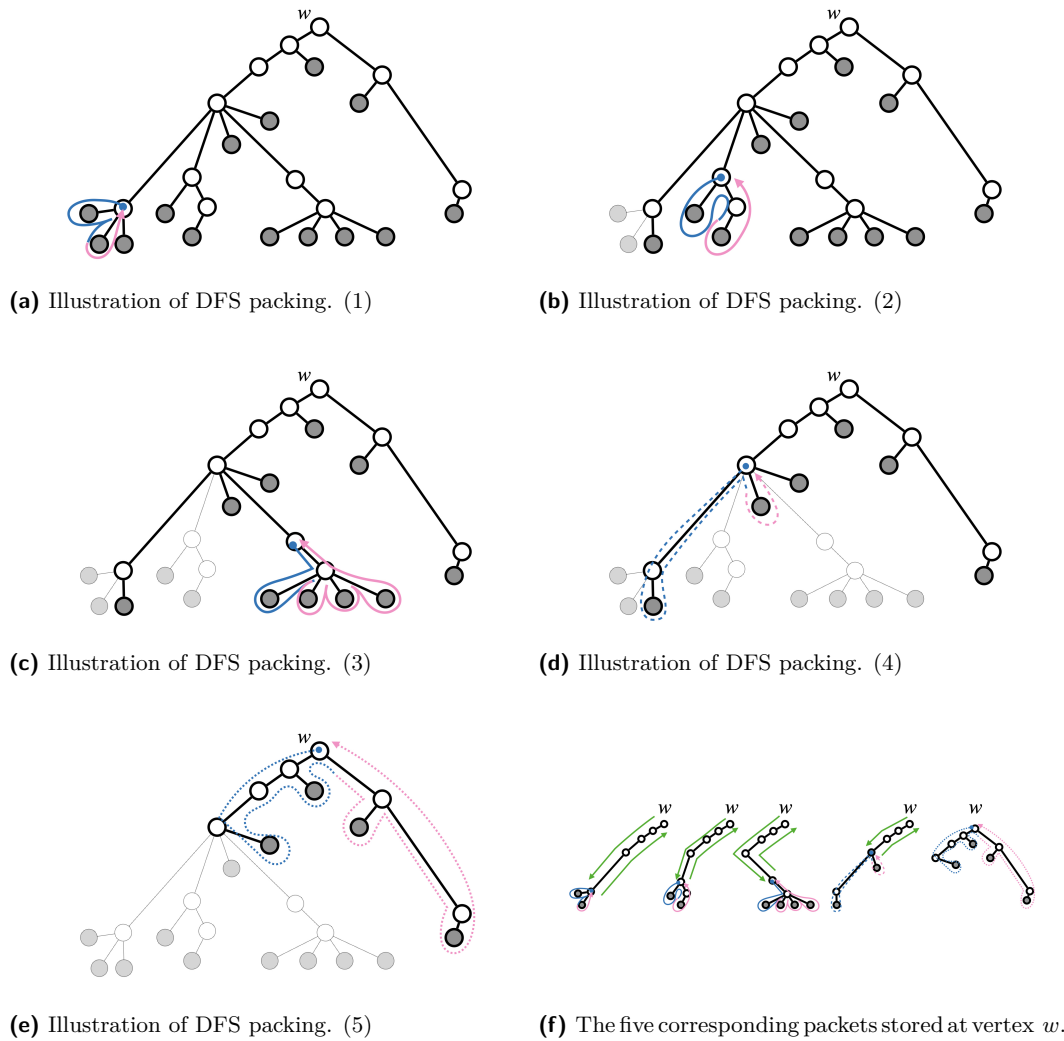 w
w
(a) Illustration of DFS packing. (1)
(b) Illustration of DFS packing. (2)
w
w
(c) Illustration of DFS packing. (3)
(d) Illustration of DFS packing. (4)
w
w w w w w
(e) Illustration of DFS packing. (5)
(f) The five corresponding packets stored at vertex w.